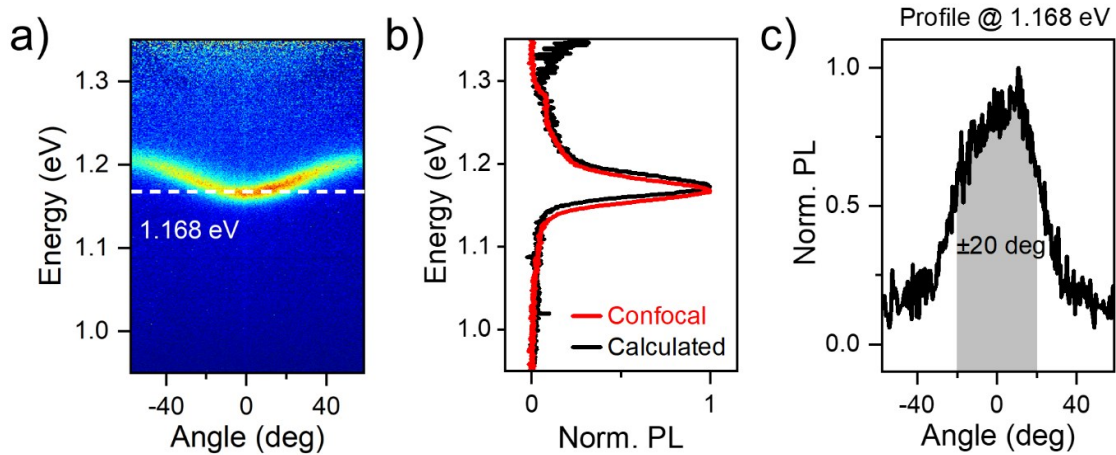 a)
Energy (eV)
1.3
1.2
1.1
1.0
1.168 eV
-40
0
40
Angle (deg)
b)
Energy (eV)
1.3
1.2
1.1
1.0
Confocal
Calculated
0
1
Norm. PL
c)
Profile @ 1.168 eV
Norm. PL
1.0
0.5
0.0
±20 deg
-40
0
40
Angle (deg)